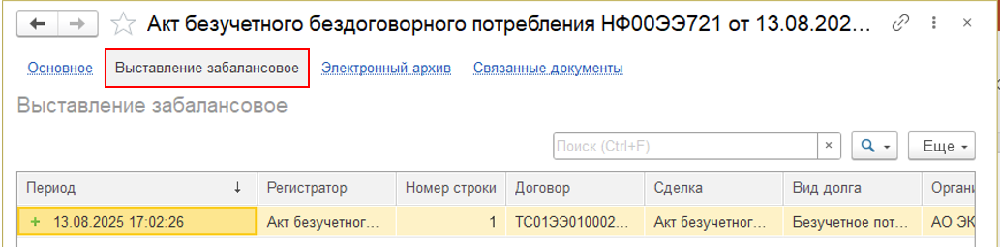 Акт безучетного бездоговорного потребления НФ00ЭЭ721 от 13.08.202...
Основное Выставление забалансовое Электронный архив Связанные документы
Выставление забалансовое
Поиск (Ctrl+F) × Еще
Период ↓ Регистратор Номер строки Договор Сделка Вид долга Органи
13.08.2025 17:02:26 Акт безучетног... 1 ТС01ЭЭ010002... Акт безучетног... Безучетное пот... АО ЭК